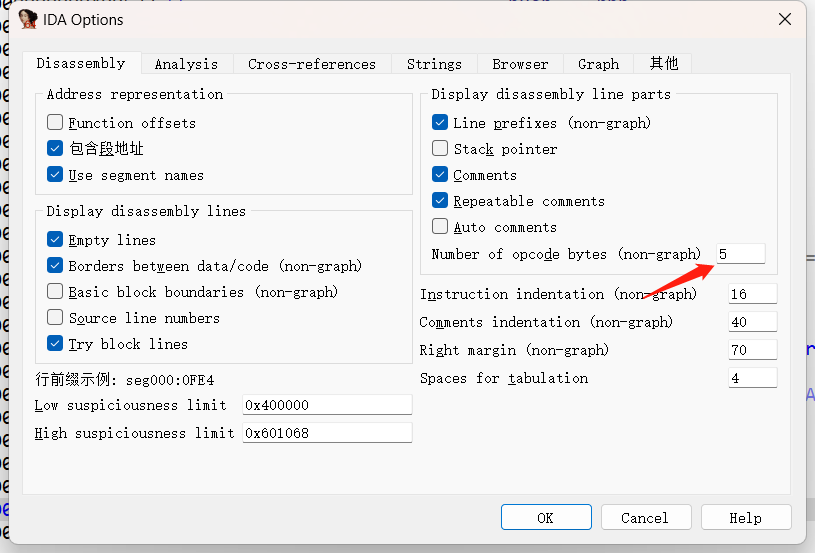 IDA Options
Disassembly Analysis Cross-references Strings Browser Graph 其他
Address representation
Function offsets
包含段地址
Use segment names
Display disassembly lines
Empty lines
Borders between data/code (non-graph)
Basic block boundaries (non-graph)
Source line numbers
Try block lines
行前缀示例: seg000:0FE4
Low suspiciousness limit 0x400000
High suspiciousness limit 0x601068
Display disassembly line parts
Line prefixes (non-graph)
Stack pointer
Comments
Repeatable comments
Auto comments
Number of opcode bytes (non-graph) 5
Instruction indentation (non-graph) 16
Comments indentation (non-graph) 40
Right margin (non-graph) 70
Spaces for tabulation 4
OK Cancel Help